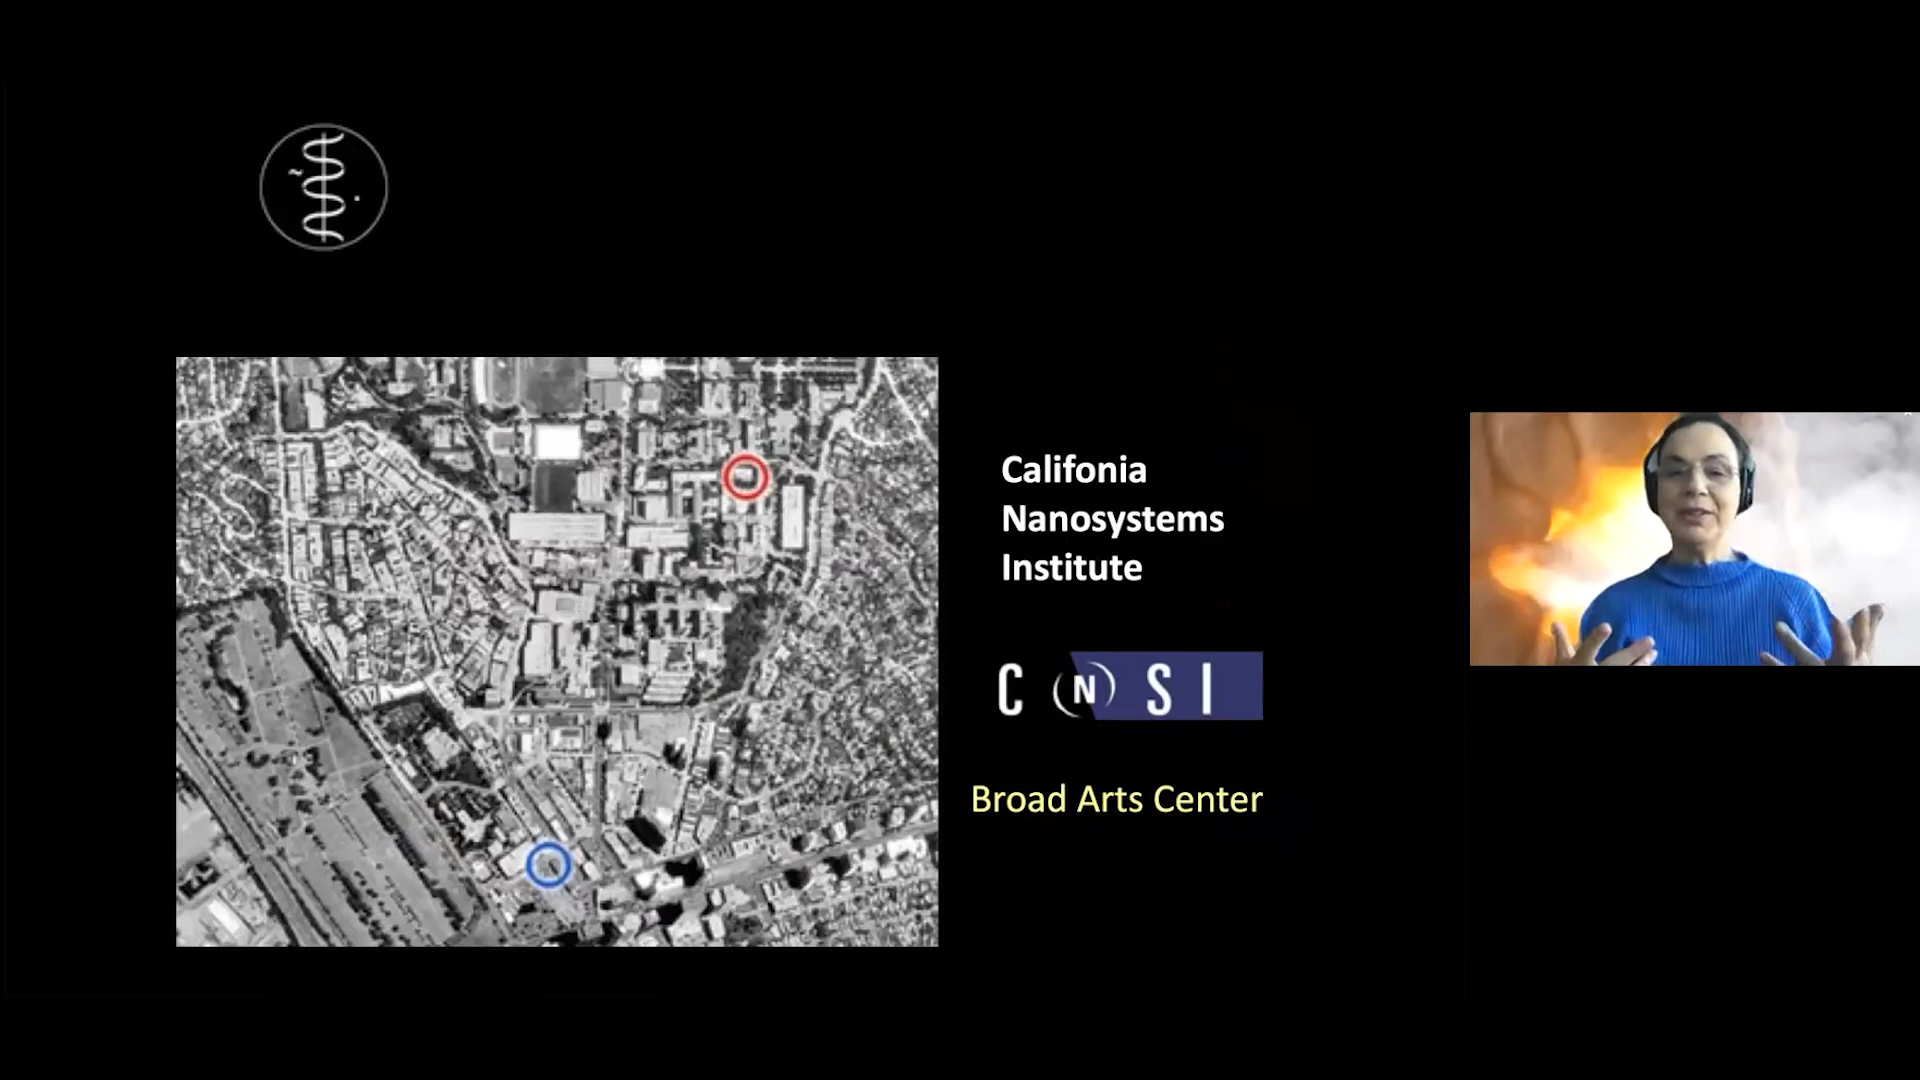 Califonia
Nanosystems
Institute
C N S I
Broad Arts Center